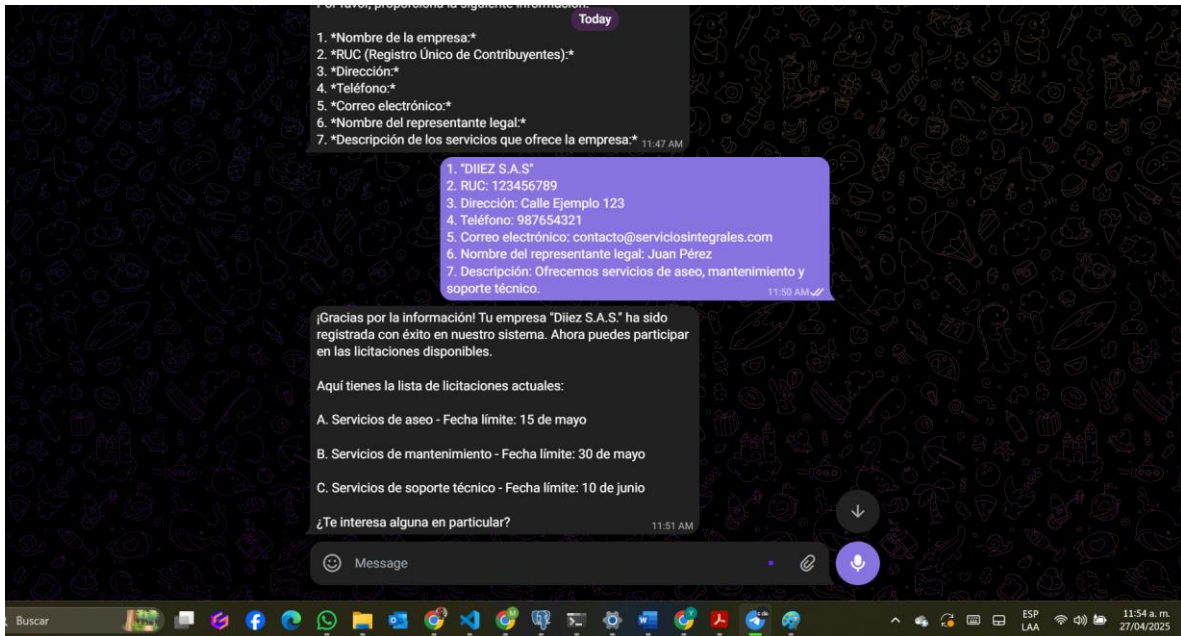 Por favor, proporciona la siguiente información:
Today
1. *Nombre de la empresa:*
2. *RUC (Registro Único de Contribuyentes):*
3. *Dirección:*
4. *Teléfono:*
5. *Correo electrónico:*
6. *Nombre del representante legal:*
7. *Descripción de los servicios que ofrece la empresa:* 11:47 AM
1. "DIIEZ S.A.S"
2. RUC: 123456789
3. Dirección: Calle Ejemplo 123
4. Teléfono: 987654321
5. Correo electrónico: contacto@serviciosintegrales.com
6. Nombre del representante legal: Juan Pérez
7. Descripción: Ofrecemos servicios de aseo, mantenimiento y
soporte técnico. 11:50 AM
¡Gracias por la información! Tu empresa "Diiez S.A.S." ha sido
registrada con éxito en nuestro sistema. Ahora puedes participar
en las licitaciones disponibles.
Aquí tienes la lista de licitaciones actuales:
A. Servicios de aseo - Fecha límite: 15 de mayo
B. Servicios de mantenimiento - Fecha límite: 30 de mayo
C. Servicios de soporte técnico - Fecha límite: 10 de junio
¿Te interesa alguna en particular? 11:51 AM
Message
Buscar
ESP
LAA
11:54 a. m.
27/04/2025